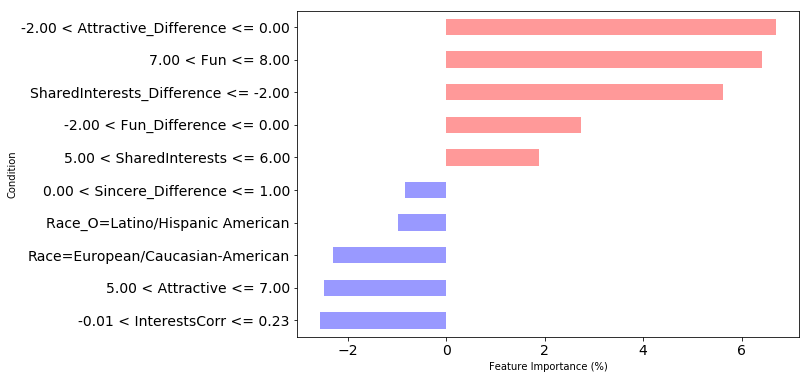 -2.00 < Attractive_Difference <= 0.00
7.00 < Fun <= 8.00
SharedInterests_Difference <= -2.00
-2.00 < Fun_Difference <= 0.00
5.00 < SharedInterests <= 6.00
0.00 < Sincere_Difference <= 1.00
Race_O=Latino/Hispanic American
Race=European/Caucasian-American
5.00 < Attractive <= 7.00
-0.01 < InterestsCorr <= 0.23
Condition
−2 0 2 4 6
Feature Importance (%)